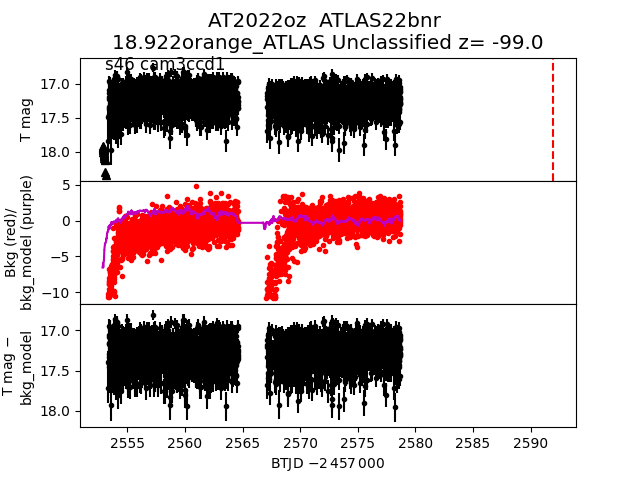 AT2022oz  ATLAS22bnr
18.922orange_ATLAS Unclassified z= -99.0
s46 cam3ccd1
17.0
17.5
18.0
T mag
5
0
−5
−10
Bkg (red)/
bkg_model (purple)
17.0
17.5
18.0
T mag −
bkg_model
2555 2560 2565 2570 2575 2580 2585 2590
BTJD −2 457 000